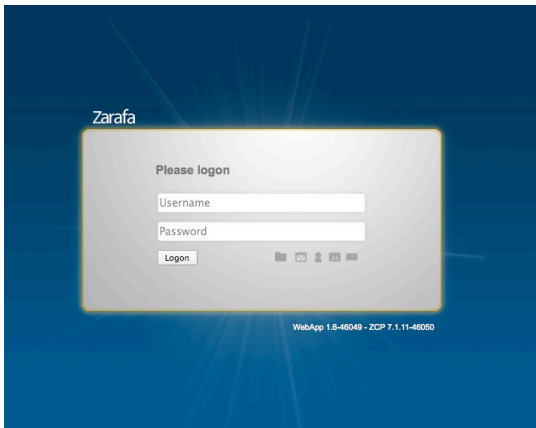 Zarafa
Please logon
Username
Password
Logon
WebApp 1.6-46049 - ZCP 7.1.11-46050